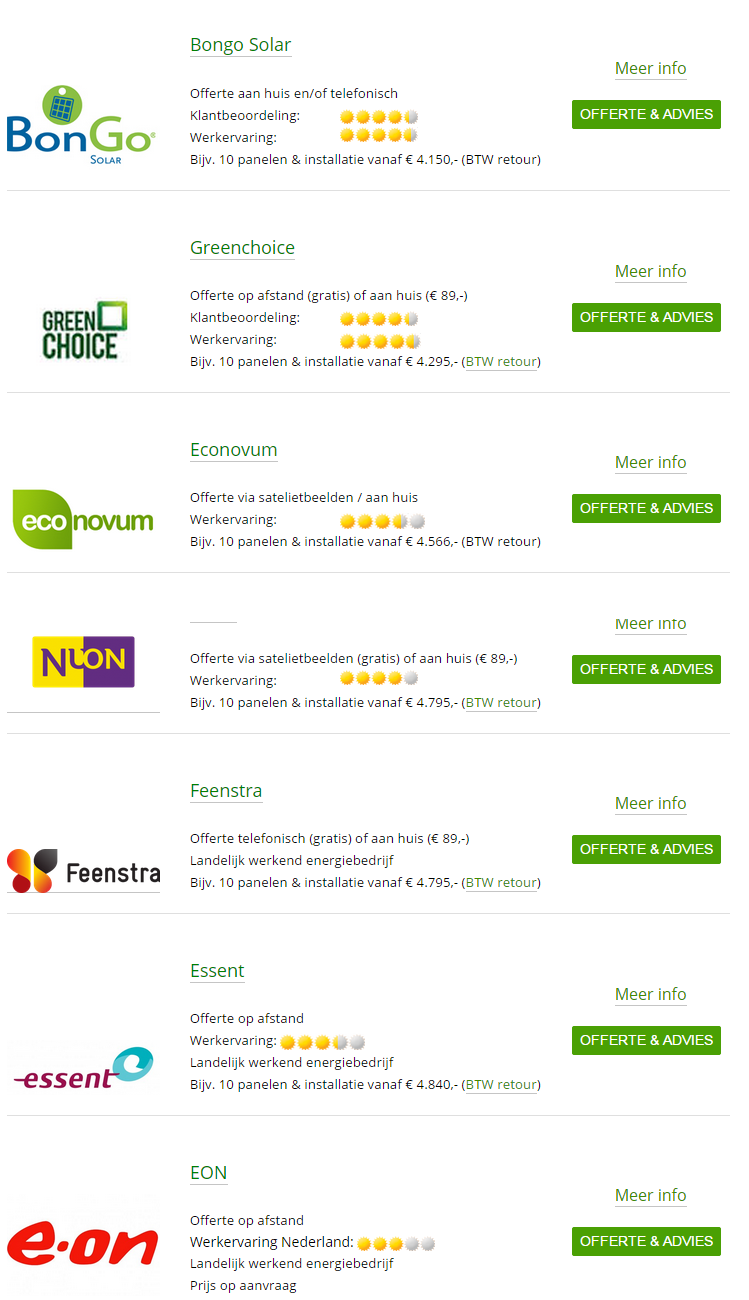 Bongo Solar
Meer info
BonGo
SOLAR
Offerte aan huis en/of telefonisch
OFFERTE & ADVIES
Klantbeoordeling:
Werkervaring:
Bijv. 10 panelen & installatie vanaf € 4.150,- (BTW retour)
Greenchoice
Meer info
GREEN
CHOICE
Offerte op afstand (gratis) of aan huis (€ 89,-)
OFFERTE & ADVIES
Klantbeoordeling:
Werkervaring:
Bijv. 10 panelen & installatie vanaf € 4.295,- (BTW retour)
Econovum
Meer info
econovum
Offerte via satelietbeelden / aan huis
OFFERTE & ADVIES
Werkervaring:
Bijv. 10 panelen & installatie vanaf € 4.566,- (BTW retour)
Meer info
NUON
Offerte via satelietbeelden (gratis) of aan huis (€ 89,-)
OFFERTE & ADVIES
Werkervaring:
Bijv. 10 panelen & installatie vanaf € 4.795,- (BTW retour)
Feenstra
Meer info
Feenstra
Offerte telefonisch (gratis) of aan huis (€ 89,-)
OFFERTE & ADVIES
Landelijk werkend energiebedrijf
Bijv. 10 panelen & installatie vanaf € 4.795,- (BTW retour)
Essent
Meer info
essent
Offerte op afstand
OFFERTE & ADVIES
Werkervaring:
Landelijk werkend energiebedrijf
Bijv. 10 panelen & installatie vanaf € 4.840,- (BTW retour)
EON
Meer info
e·on
Offerte op afstand
OFFERTE & ADVIES
Werkervaring Nederland:
Landelijk werkend energiebedrijf
Prijs op aanvraag